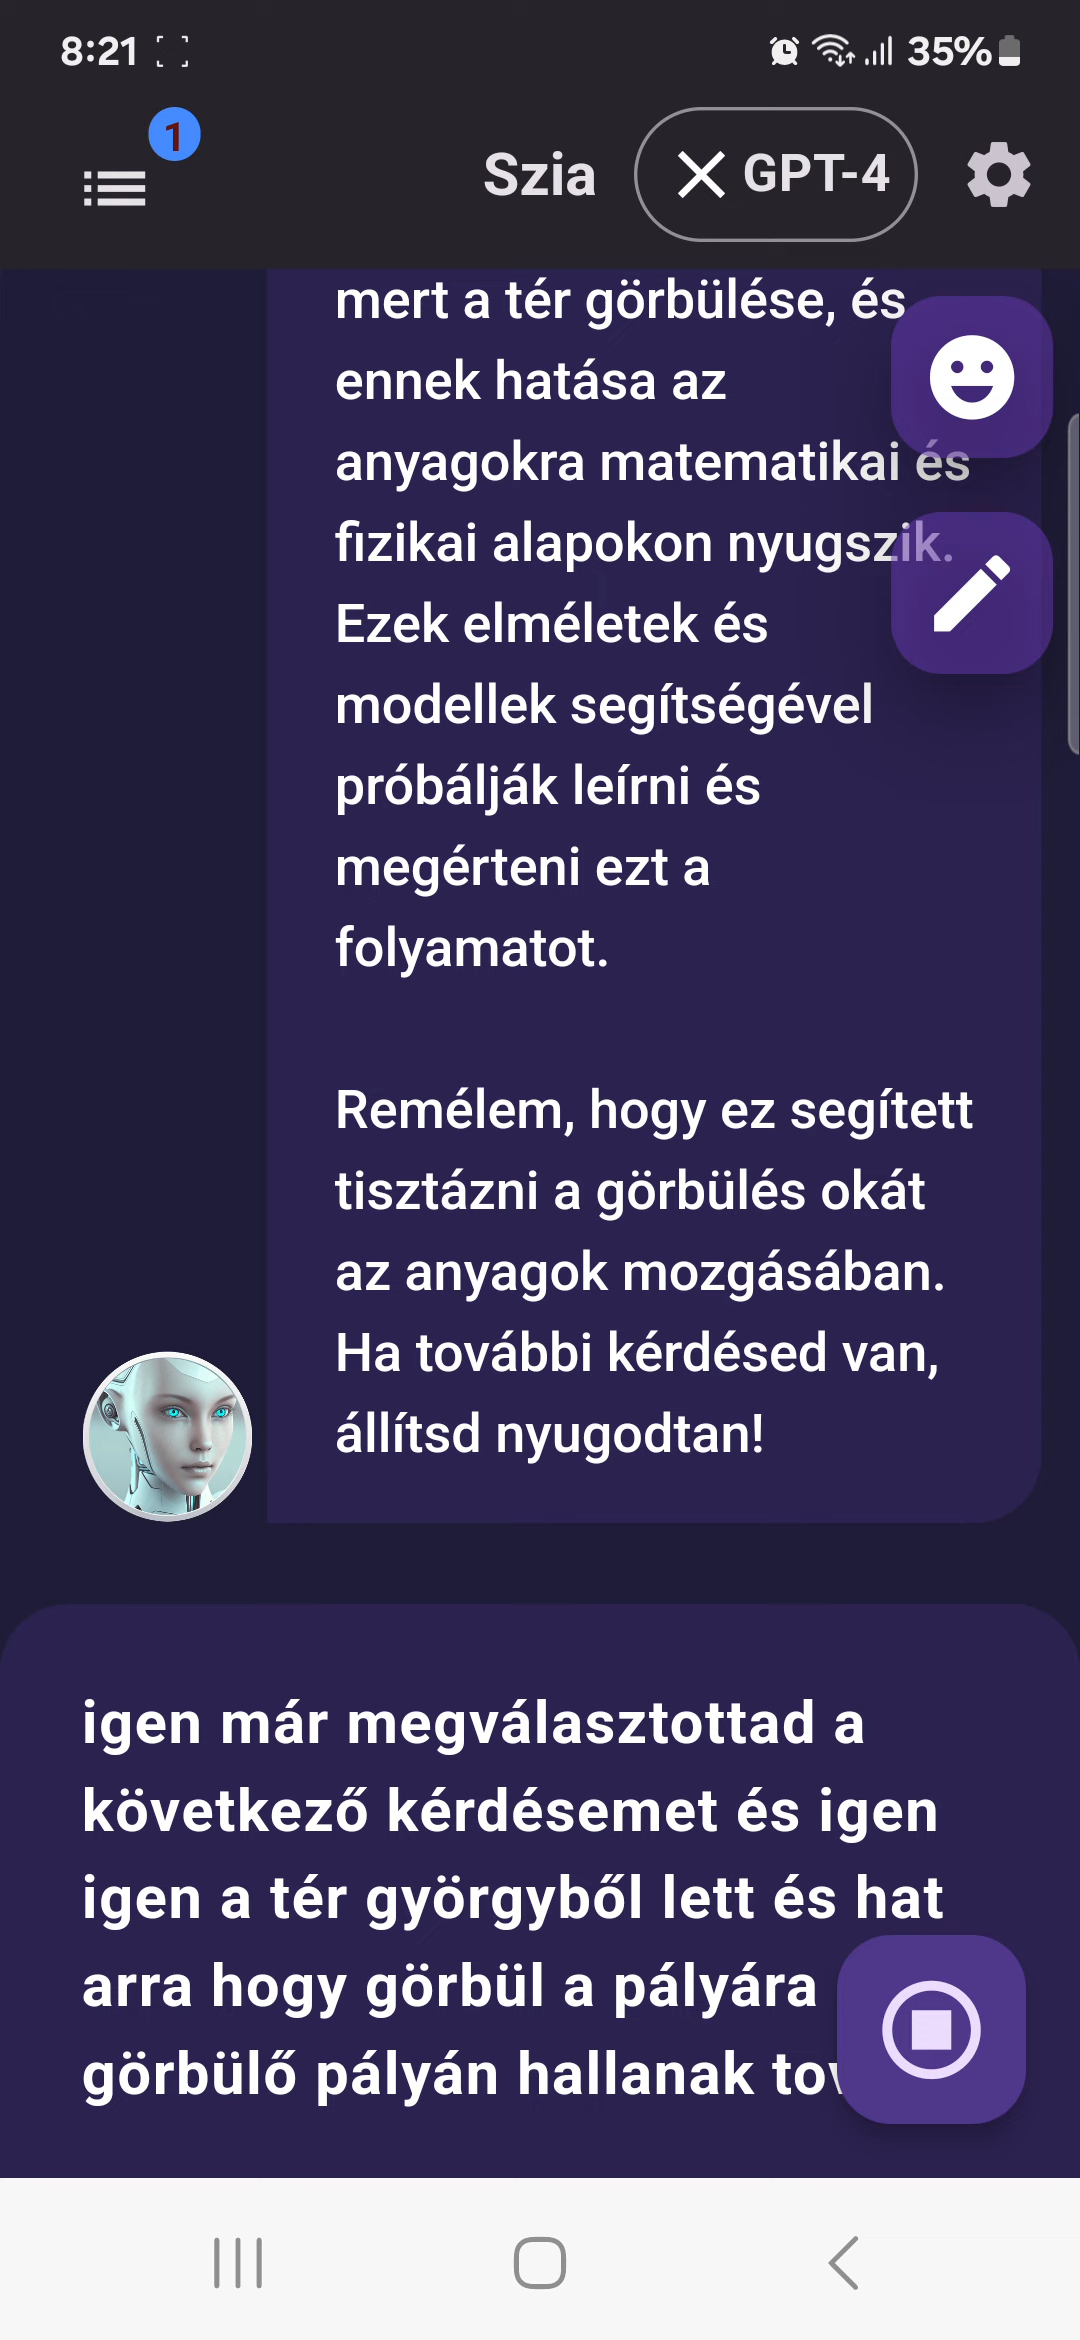 8:21
35%
1
Szia
GPT-4
mert a tér görbülése, és
ennek hatása az
anyagokra matematikai és
fizikai alapokon nyugszik.
Ezek elméletek és
modellek segítségével
próbálják leírni és
megérteni ezt a
folyamatot.
Remélem, hogy ez segített
tisztázni a görbülés okát
az anyagok mozgásában.
Ha további kérdésed van,
állítsd nyugodtan!
igen már megválasztottad a
következő kérdésemet és igen
igen a tér györgyből lett és hat
arra hogy görbül a pályára
görbülő pályán hallanak